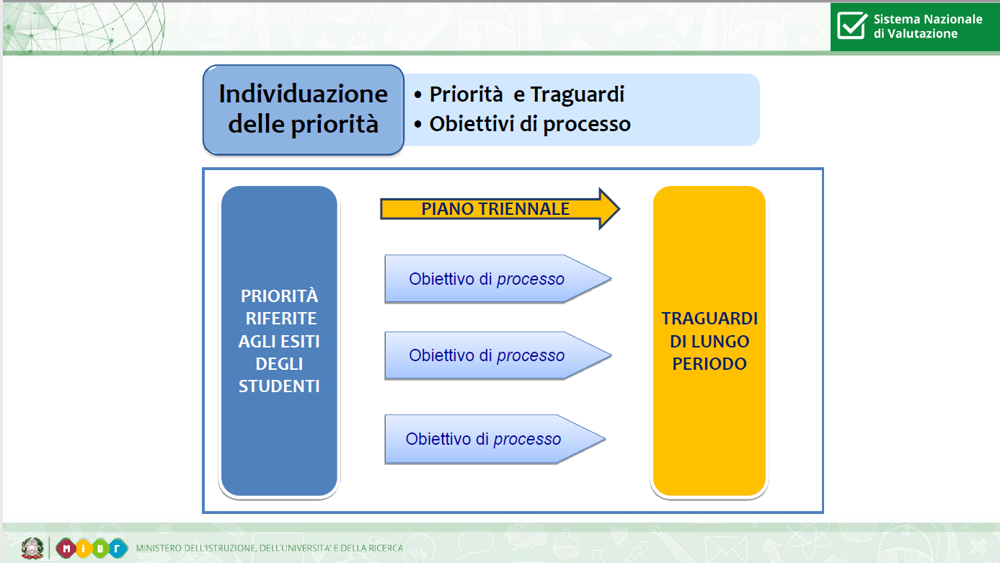 Sistema Nazionale
di Valutazione
Individuazione
delle priorità
• Priorità e Traguardi
• Obiettivi di processo
PIANO TRIENNALE
PRIORITÀ
RIFERITE
AGLI ESITI
DEGLI
STUDENTI
Obiettivo di processo
Obiettivo di processo
Obiettivo di processo
TRAGUARDI
DI LUNGO
PERIODO
MiUr
MINISTERO DELL'ISTRUZIONE, DELL'UNIVERSITA' E DELLA RICERCA